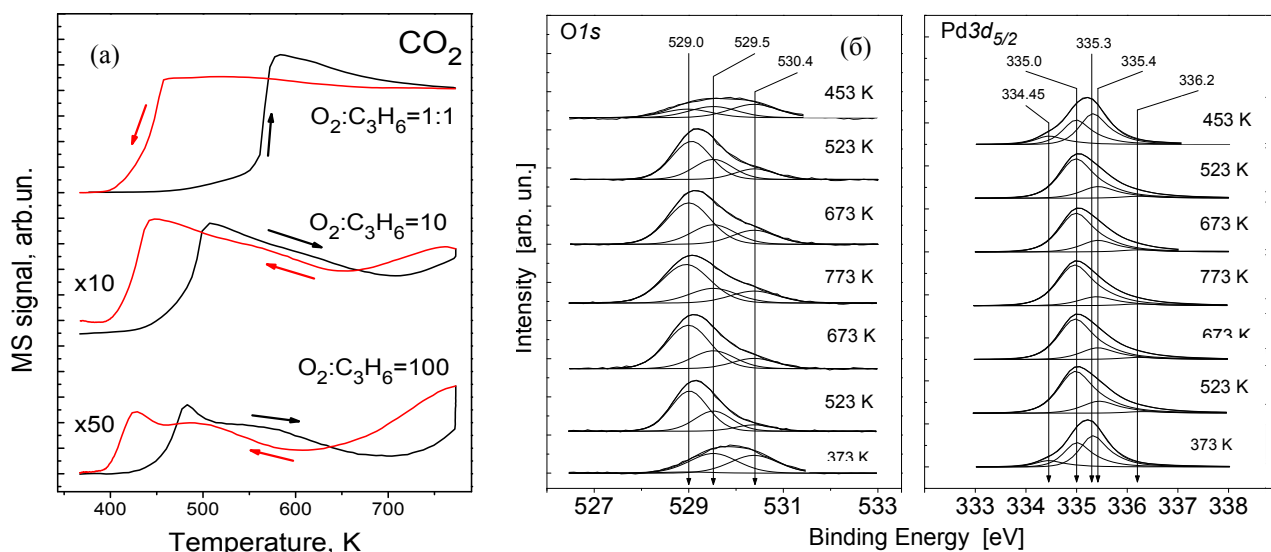 (а)
CO₂
O₂:C₃H₆=1:1
O₂:C₃H₆=10
x10
O₂:C₃H₆=100
x50
MS signal, arb.un.
400 500 600 700
Temperature, K
O1s
(б)
529.0
529.5
530.4
453 K
523 K
673 K
773 K
673 K
523 K
373 K
Intensity [arb. un.]
527 529 531 533
Pd3d₅/₂
335.3
335.0
335.4
334.45
336.2
453 K
523 K
673 K
773 K
673 K
523 K
373 K
333 334 335 336 337 338
Binding Energy [eV]